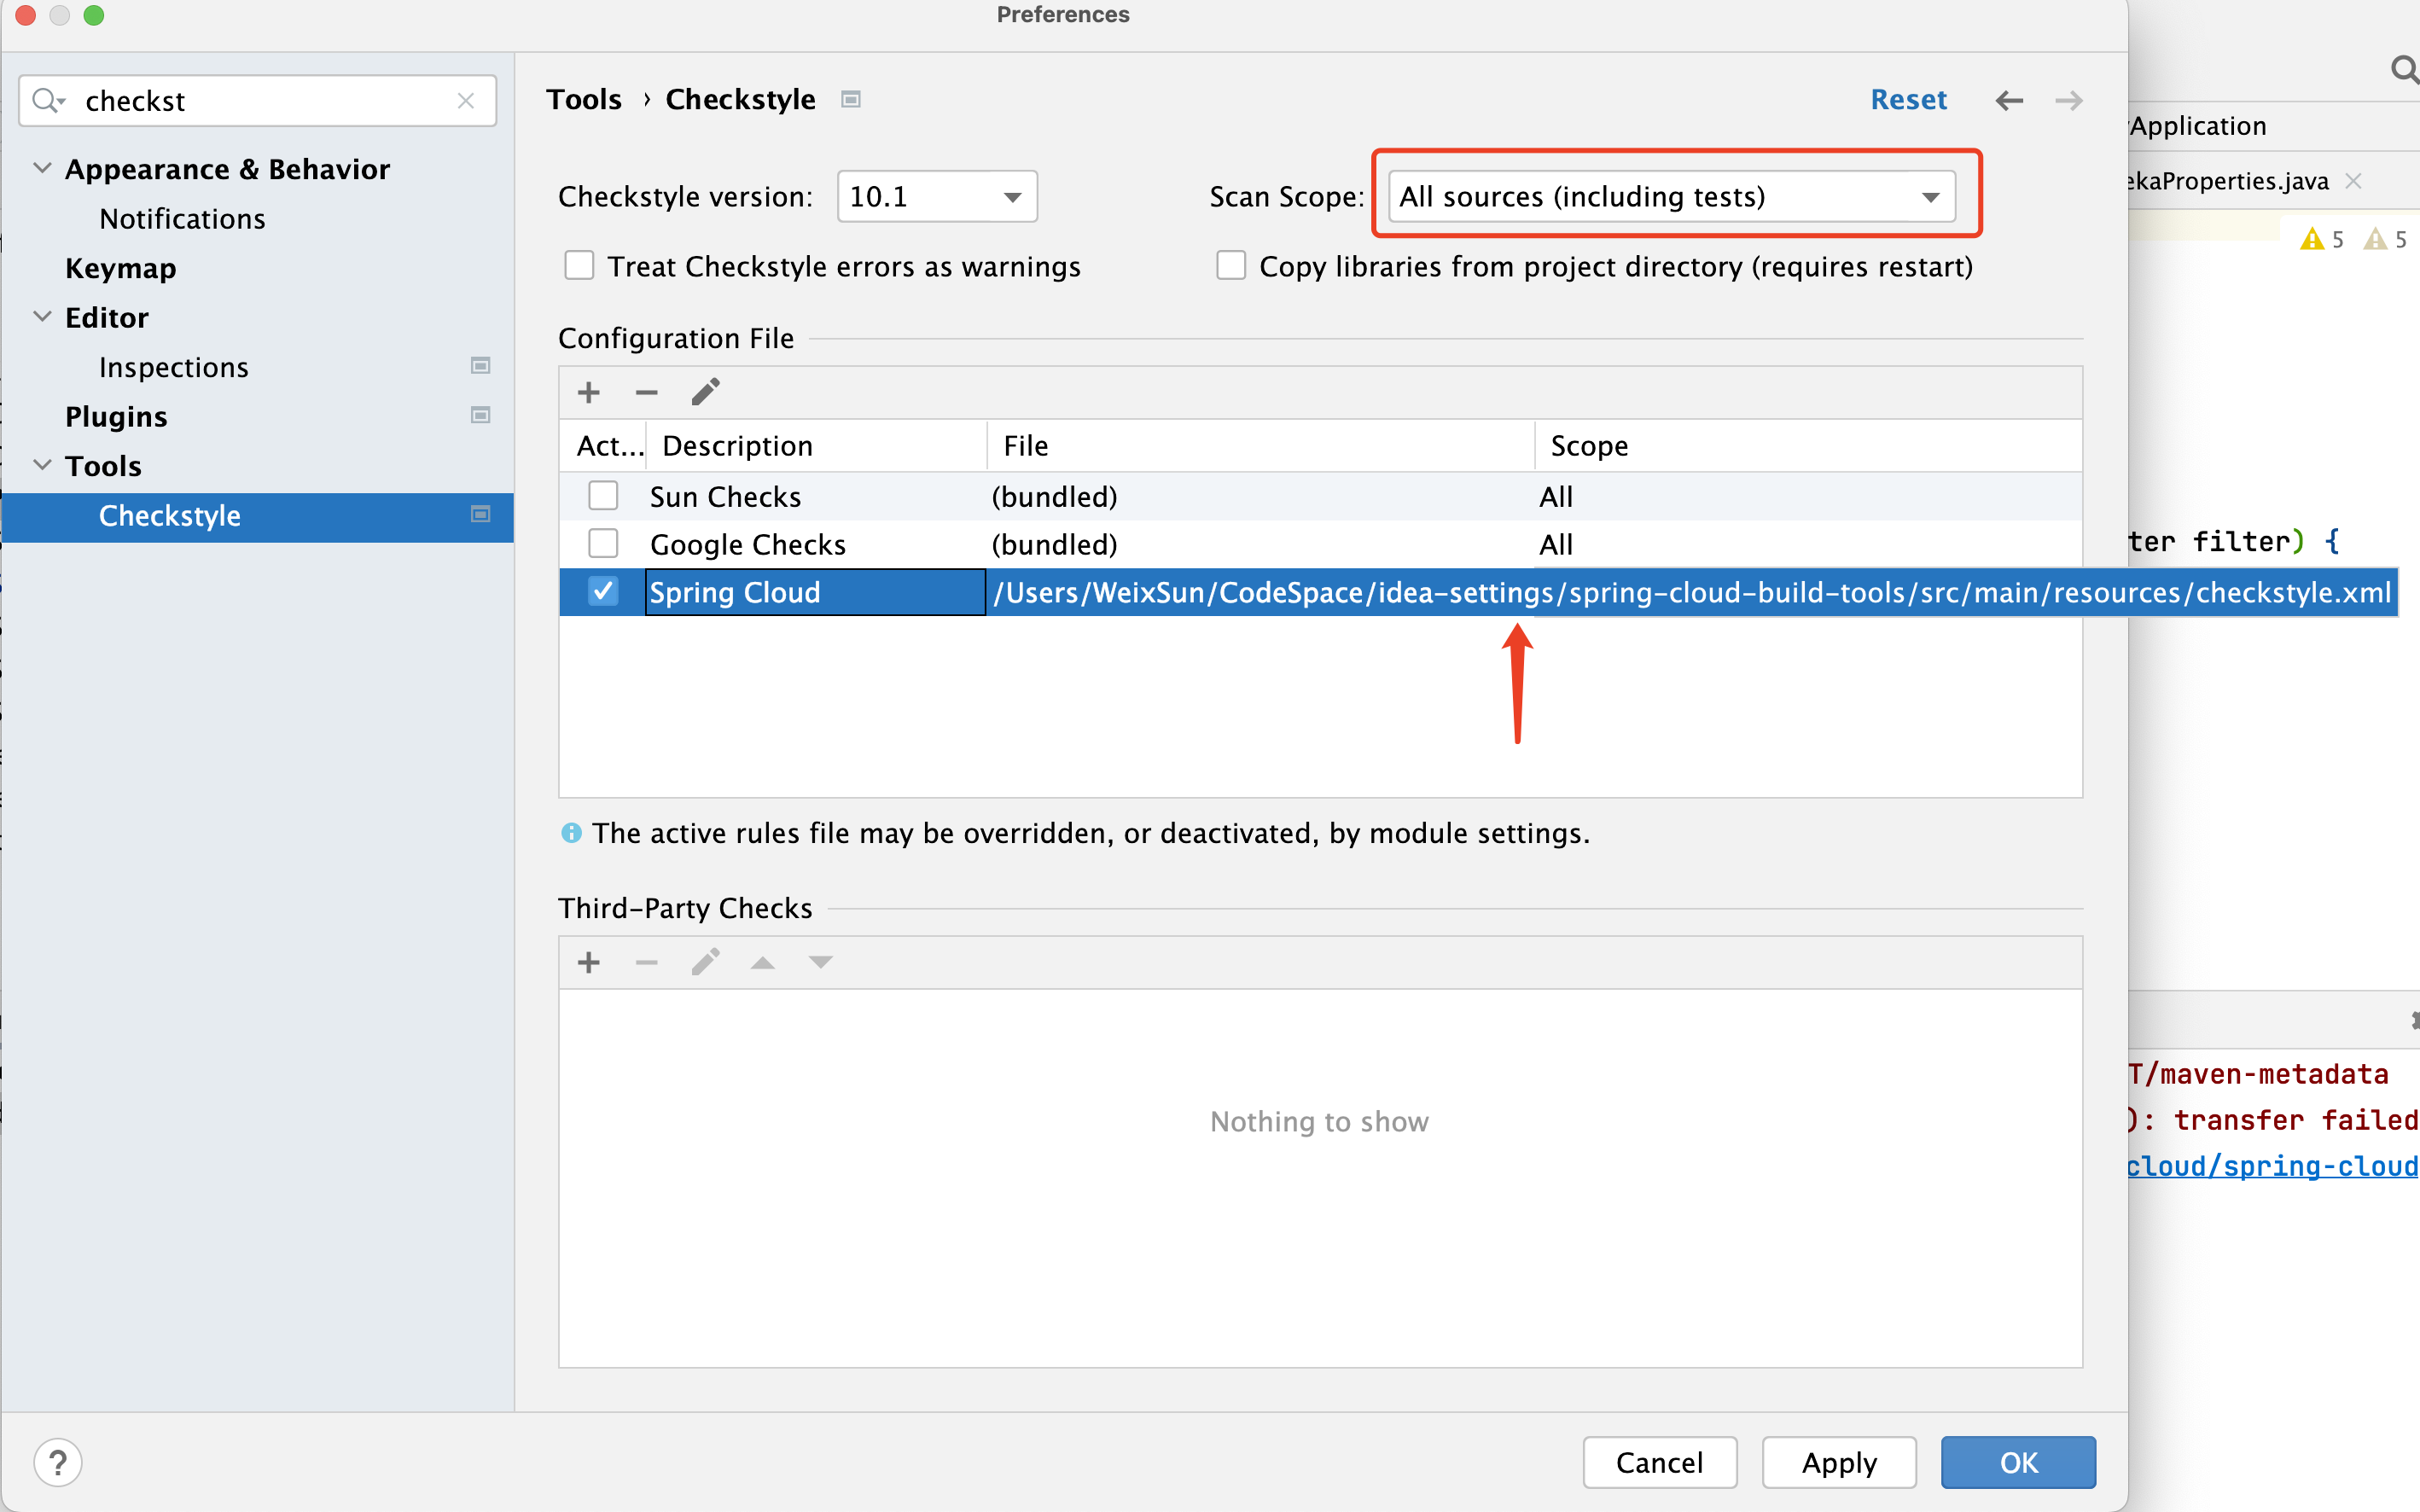 Preferences
checkst
Appearance & Behavior
Notifications
Keymap
Editor
Inspections
Plugins
Tools
Checkstyle
Tools › Checkstyle
Reset
Checkstyle version: 10.1
Scan Scope: All sources (including tests)
Treat Checkstyle errors as warnings
Copy libraries from project directory (requires restart)
Configuration File
Act... Description File Scope
Sun Checks (bundled) All
Google Checks (bundled) All
Spring Cloud /Users/WeixSun/CodeSpace/idea-settings/spring-cloud-build-tools/src/main/resources/checkstyle.xml
The active rules file may be overridden, or deactivated, by module settings.
Third-Party Checks
Nothing to show
?
Cancel
Apply
OK
Application
ekaProperties.java
5 5
ter filter) {
T/maven-metadata
): transfer failed
cloud/spring-cloud